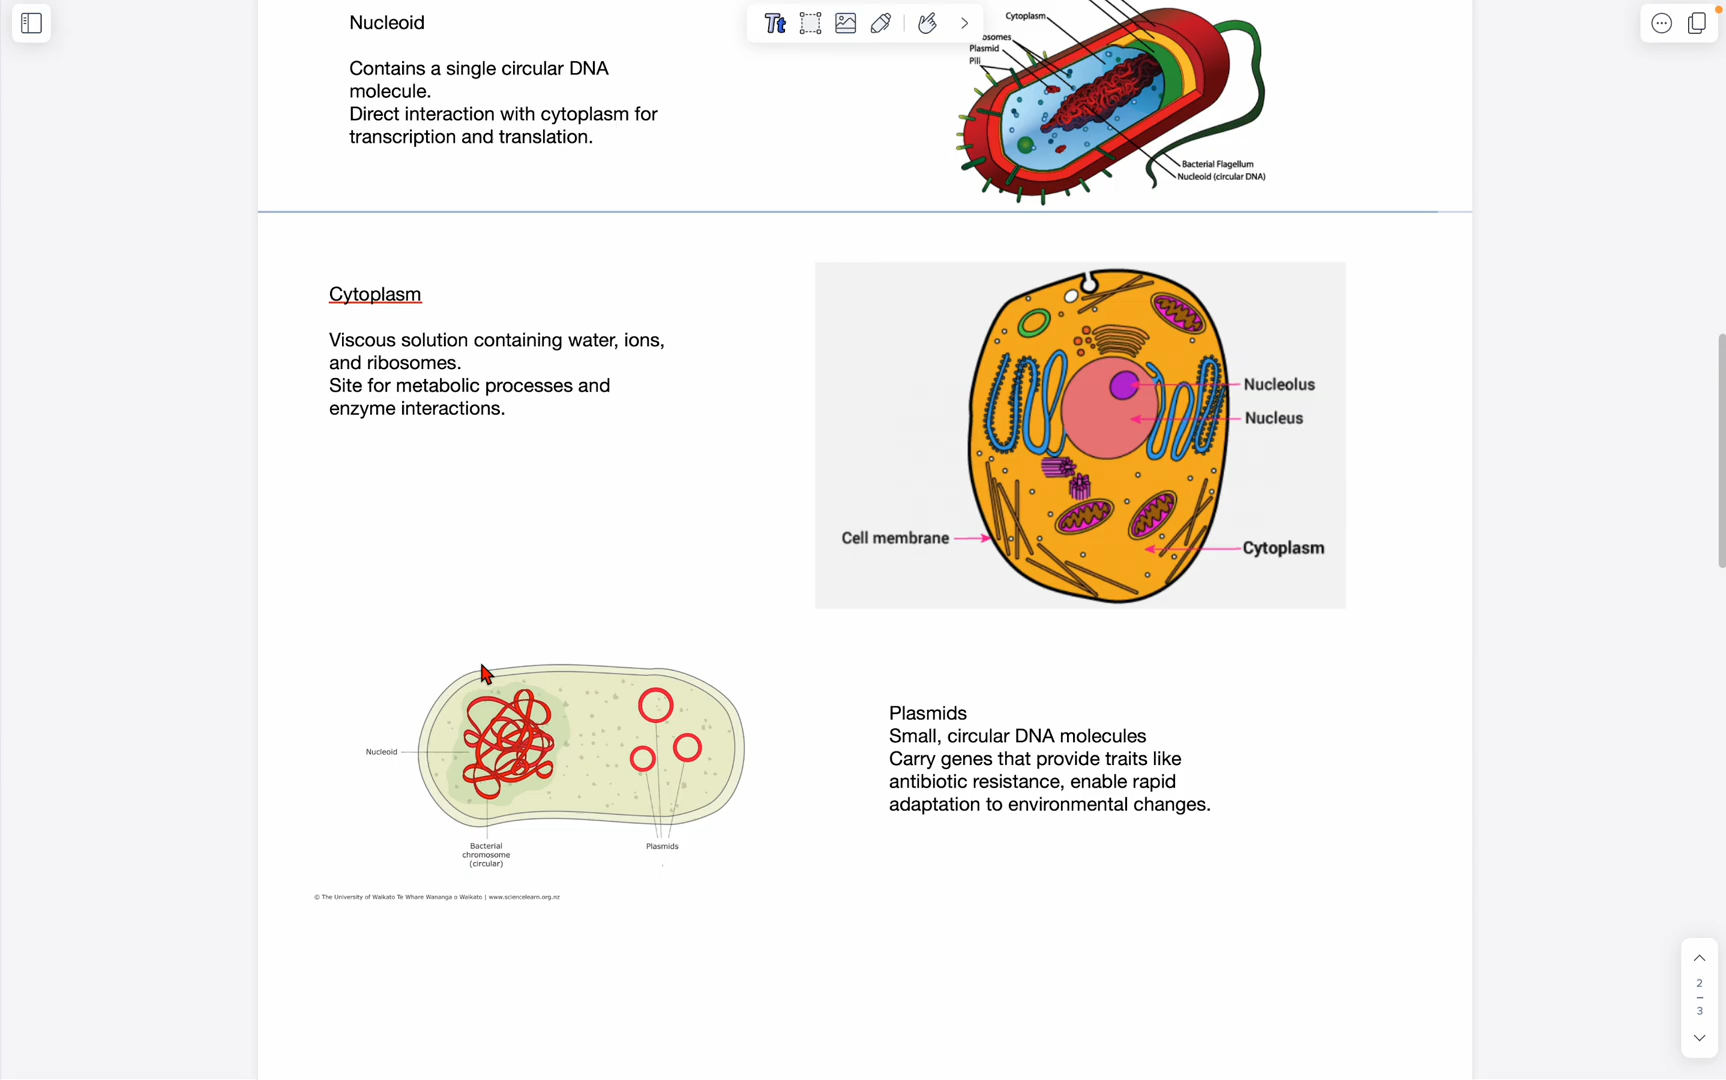 Nucleoid
Contains a single circular DNA
molecule.
Direct interaction with cytoplasm for
transcription and translation.
Tt
Cytoplasm
Plasmid
Pili
Bacterial Flagellum
Nucleoid (circular DNA)
Cytoplasm
Viscous solution containing water, ions,
and ribosomes.
Site for metabolic processes and
enzyme interactions.
Nucleolus
Nucleus
Cell membrane
Cytoplasm
Nucleoid
Bacterial
chromosome
(circular)
Plasmids
© The University of Waikato Te Whare Wananga o Waikato | www.sciencelearn.org.nz
Plasmids
Small, circular DNA molecules
Carry genes that provide traits like
antibiotic resistance, enable rapid
adaptation to environmental changes.
2
3